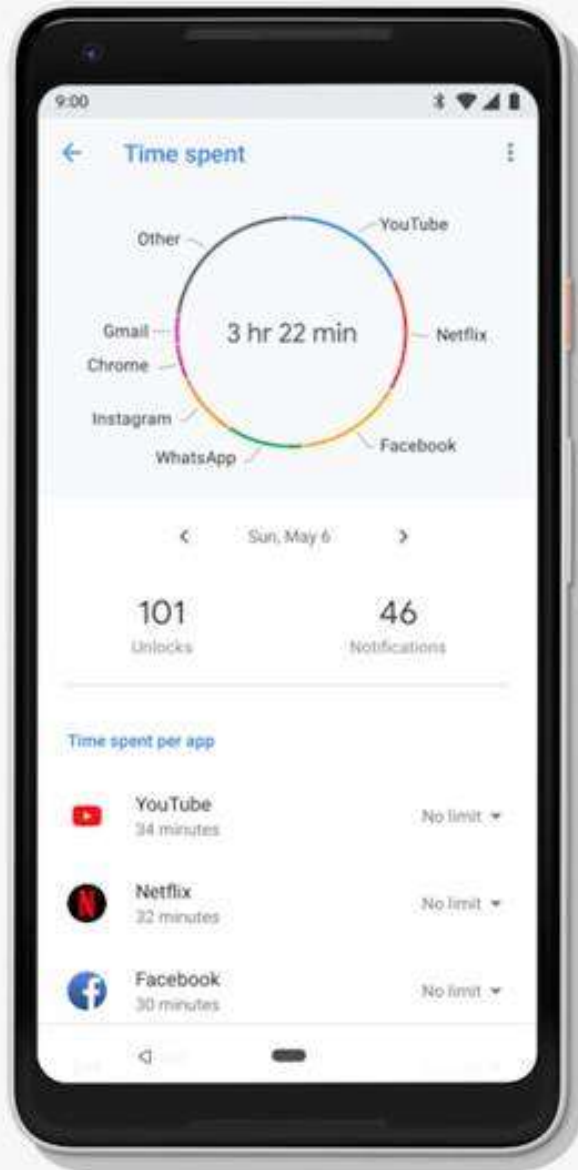 9:00
Time spent
Other
YouTube
Gmail
3 hr 22 min
Netflix
Chrome
Instagram
Facebook
WhatsApp
Sun, May 6
101
46
Unlocks
Notifications
Time spent per app
YouTube
34 minutes
No limit
Netflix
32 minutes
No limit
Facebook
30 minutes
No limit